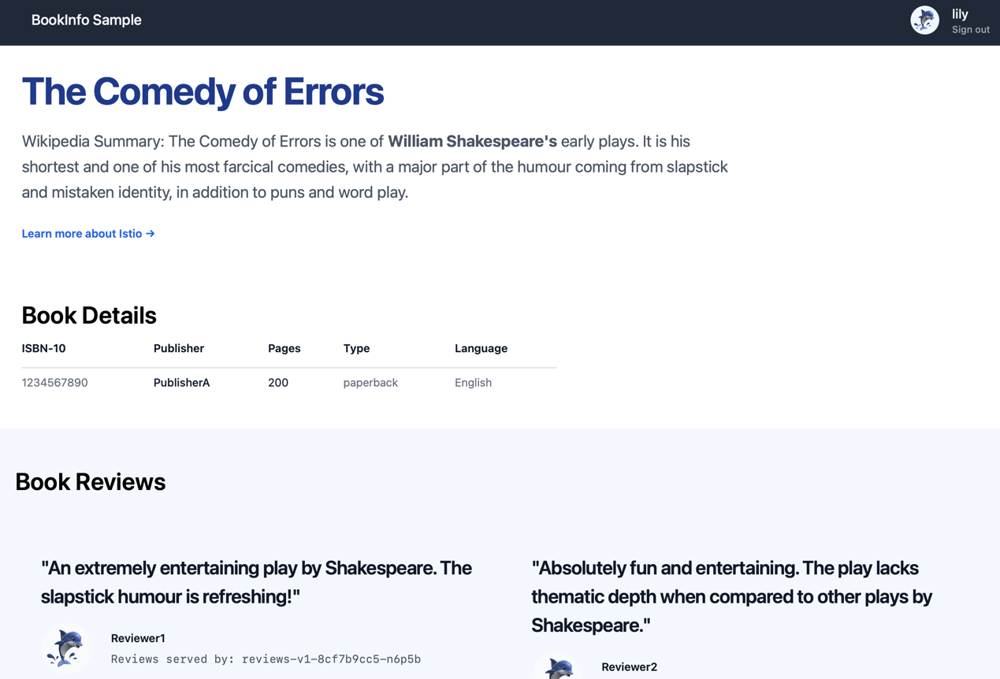 BookInfo Sample
lily
Sign out
The Comedy of Errors
Wikipedia Summary: The Comedy of Errors is one of William Shakespeare's early plays. It is his
shortest and one of his most farcical comedies, with a major part of the humour coming from slapstick
and mistaken identity, in addition to puns and word play.
Learn more about Istio →
Book Details
ISBN-10 Publisher Pages Type Language
1234567890 PublisherA 200 paperback English
Book Reviews
"An extremely entertaining play by Shakespeare. The
slapstick humour is refreshing!"
Reviewer1
Reviews served by: reviews-v1-8cf7b9cc5-n6p5b
"Absolutely fun and entertaining. The play lacks
thematic depth when compared to other plays by
Shakespeare."
Reviewer2